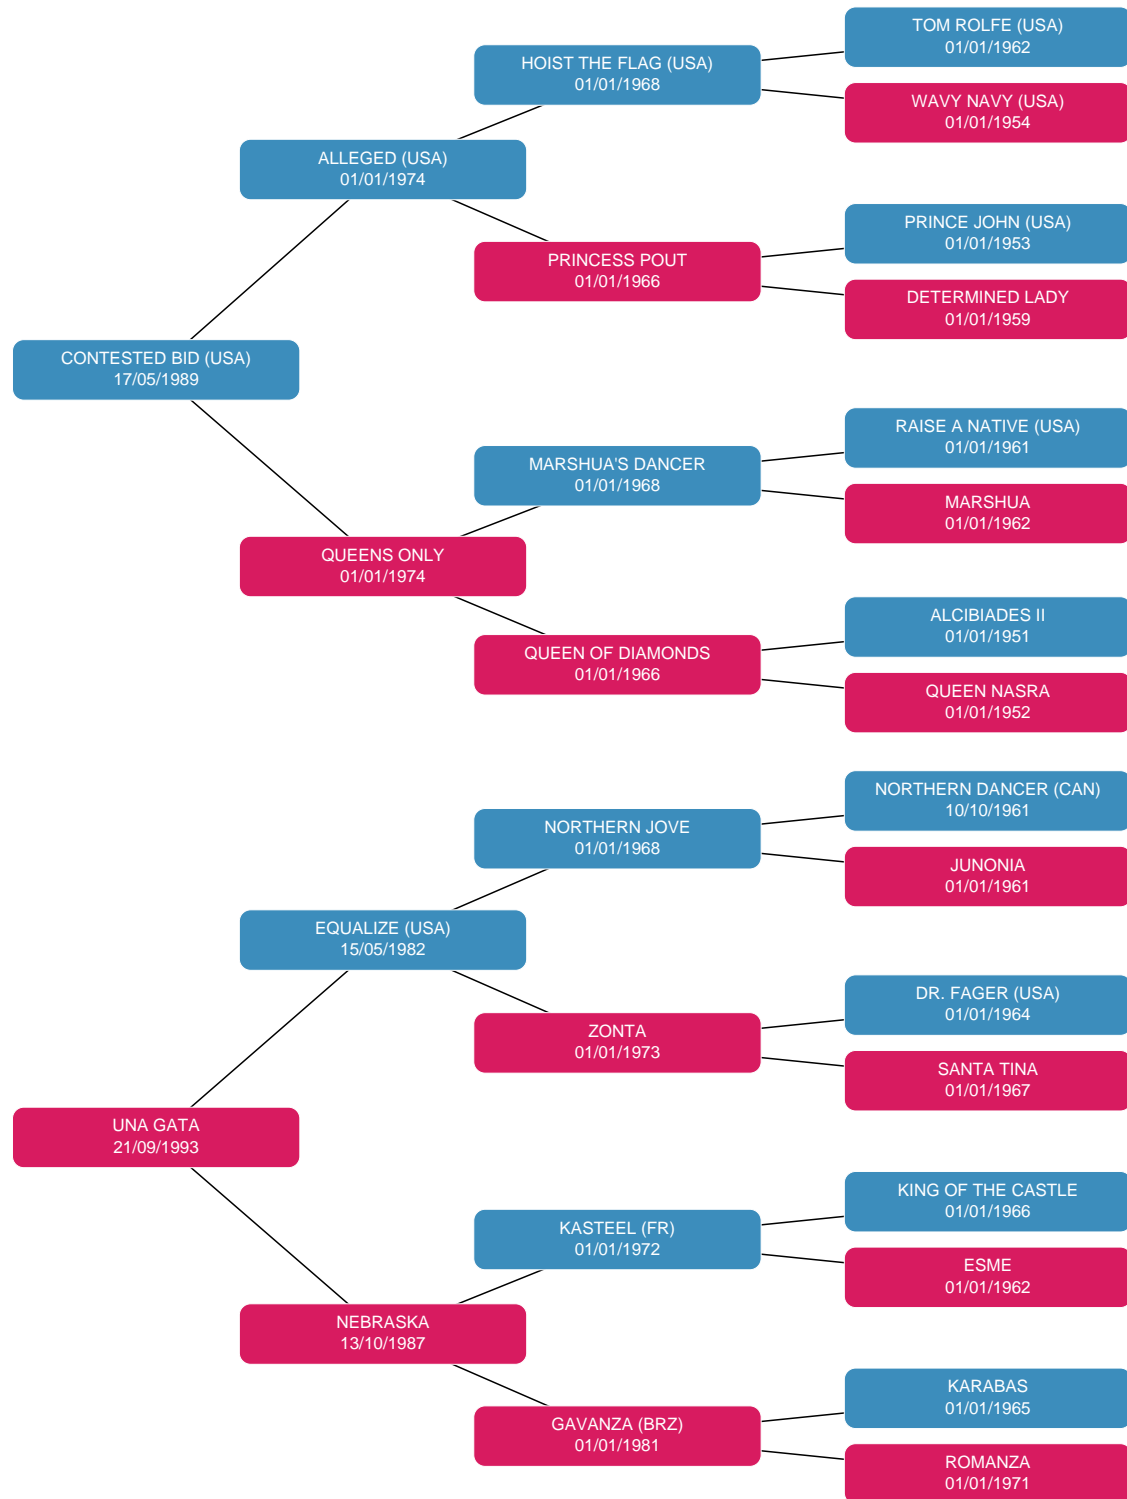 TOM ROLFE (USA)
01/01/1962
HOIST THE FLAG (USA)
01/01/1968
WAVY NAVY (USA)
01/01/1954
ALLEGED (USA)
01/01/1974
PRINCE JOHN (USA)
01/01/1953
PRINCESS POUT
01/01/1966
DETERMINED LADY
01/01/1959
CONTESTED BID (USA)
17/05/1989
RAISE A NATIVE (USA)
01/01/1961
MARSHUA'S DANCER
01/01/1968
MARSHUA
01/01/1962
QUEENS ONLY
01/01/1974
ALCIBIADES II
01/01/1951
QUEEN OF DIAMONDS
01/01/1966
QUEEN NASRA
01/01/1952
NORTHERN DANCER (CAN)
10/10/1961
NORTHERN JOVE
01/01/1968
JUNONIA
01/01/1961
EQUALIZE (USA)
15/05/1982
DR. FAGER (USA)
01/01/1964
ZONTA
01/01/1973
SANTA TINA
01/01/1967
UNA GATA
21/09/1993
KING OF THE CASTLE
01/01/1966
KASTEEL (FR)
01/01/1972
ESME
01/01/1962
NEBRASKA
13/10/1987
KARABAS
01/01/1965
GAVANZA (BRZ)
01/01/1981
ROMANZA
01/01/1971